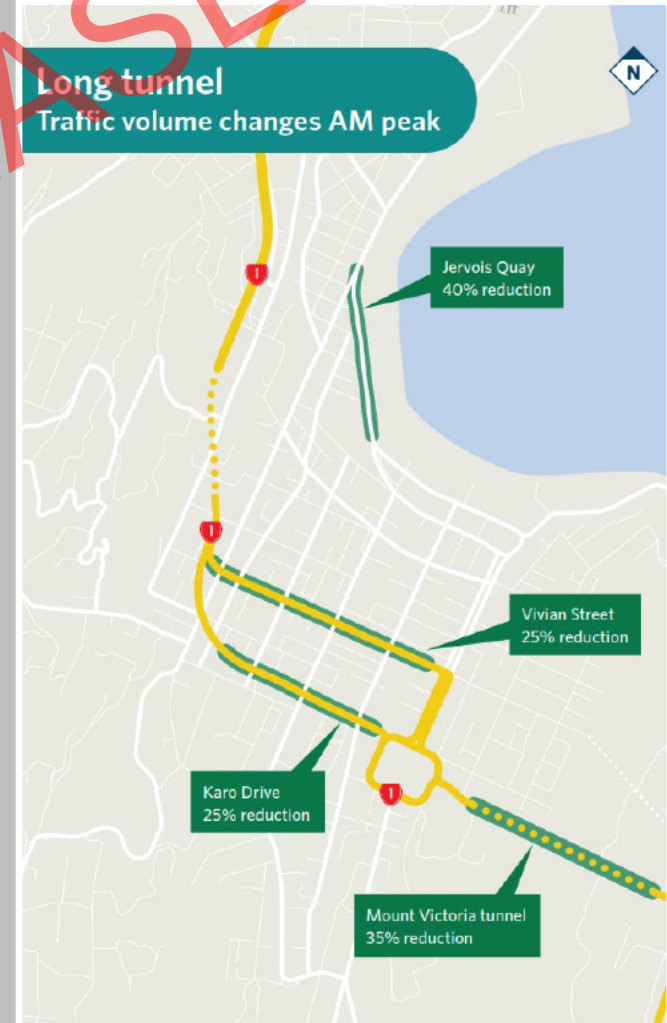 Long tunnel
Traffic volume changes AM peak
N
1
Jervois Quay
40% reduction
1
Vivian Street
25% reduction
Karo Drive
25% reduction
1
Mount Victoria tunnel
35% reduction